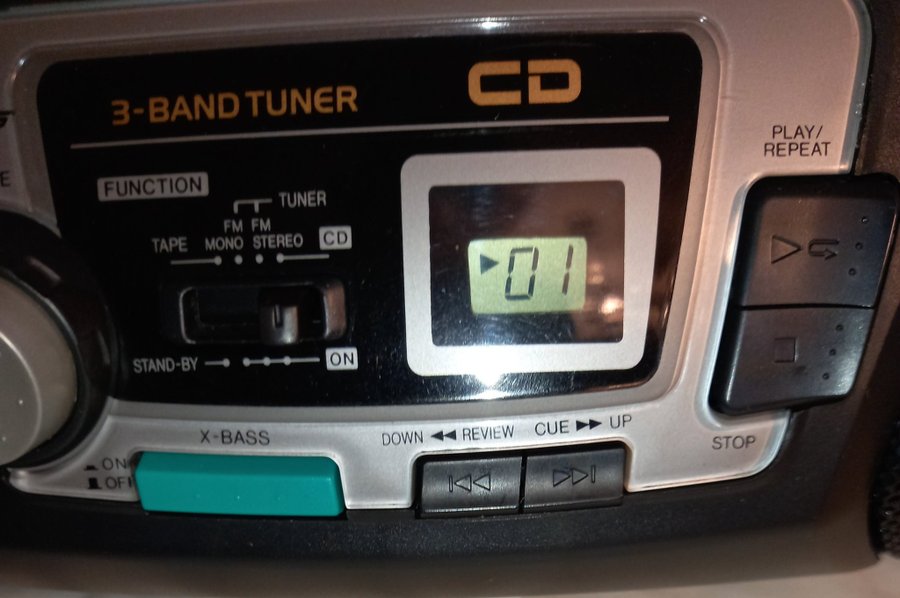 3-BAND TUNER
CD
PLAY/
REPEAT
FUNCTION
TUNER
FM FM
TAPE MONO STEREO CD
01
STAND-BY ON
X-BASS
DOWN REVIEW CUE UP
STOP
ON